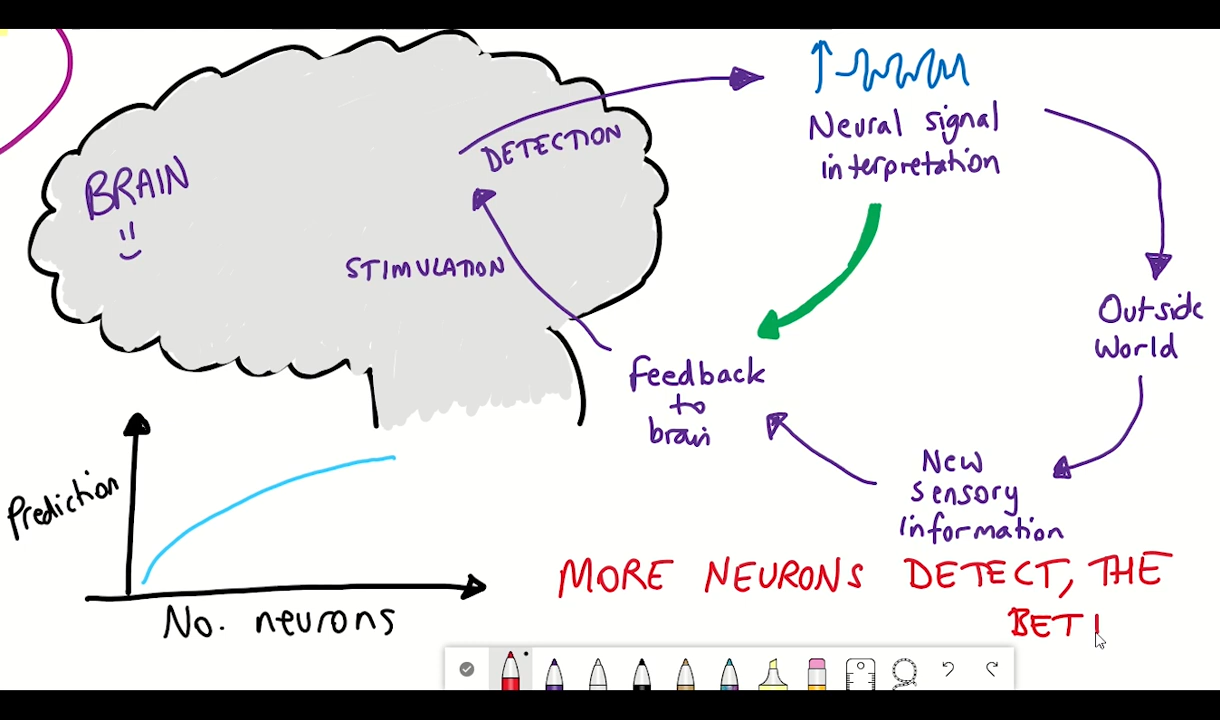 BRAIN
DETECTION
STIMULATION
Neural signal
interpretation
Outside
World
New
Sensory
Information
Feedback
to
brain
Prediction
No. neurons
MORE NEURONS DETECT, THE
BET